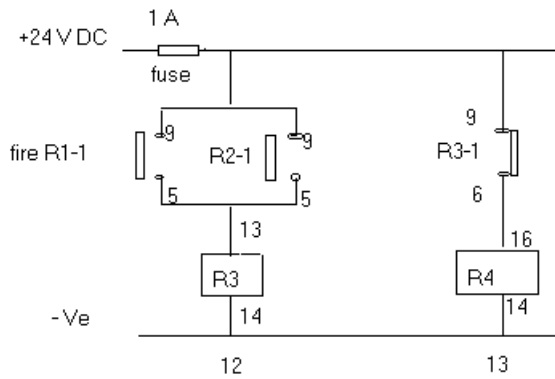 1 A
+24 V DC
fuse
9
9
9
fire R1-1
R2-1
R3-1
5
5
6
13
16
R3
R4
14
14
-Ve
12
13